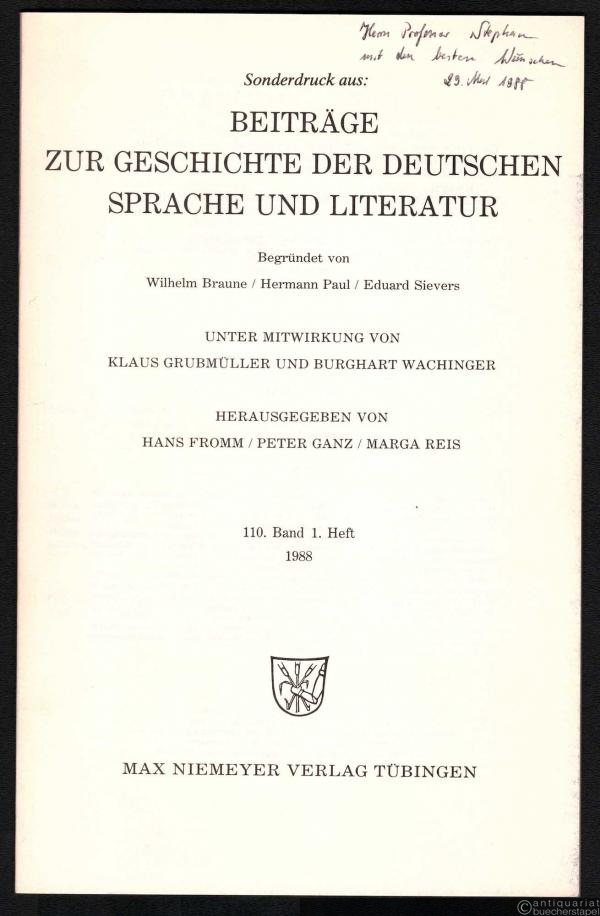 Herrn Professor Stephan
mit den besten Wünschen
1988
Sonderdruck aus:
BEITRÄGE
ZUR GESCHICHTE DER DEUTSCHEN
SPRACHE UND LITERATUR
Begründet von
Wilhelm Braune / Hermann Paul / Eduard Sievers
UNTER MITWIRKUNG VON
KLAUS GRUBMÜLLER UND BURGHART WACHINGER
HERAUSGEGEBEN VON
HANS FROMM / PETER GANZ / MARGA REIS
110. Band 1. Heft
1988
MAX NIEMEYER VERLAG TÜBINGEN
©antiquariat
buecherstapel